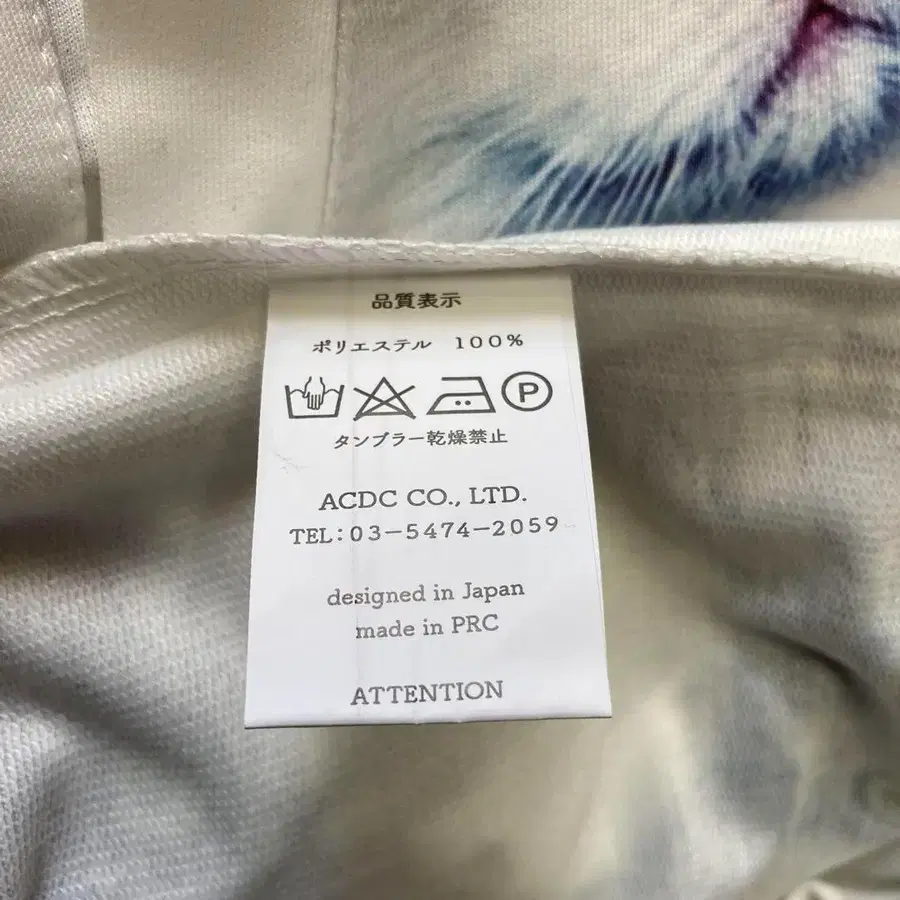 品質表示
ポリエステル 100%
P
タンブラー乾燥禁止
ACDC CO., LTD.
TEL:03-5474-2059
designed in Japan
made in PRC
ATTENTION